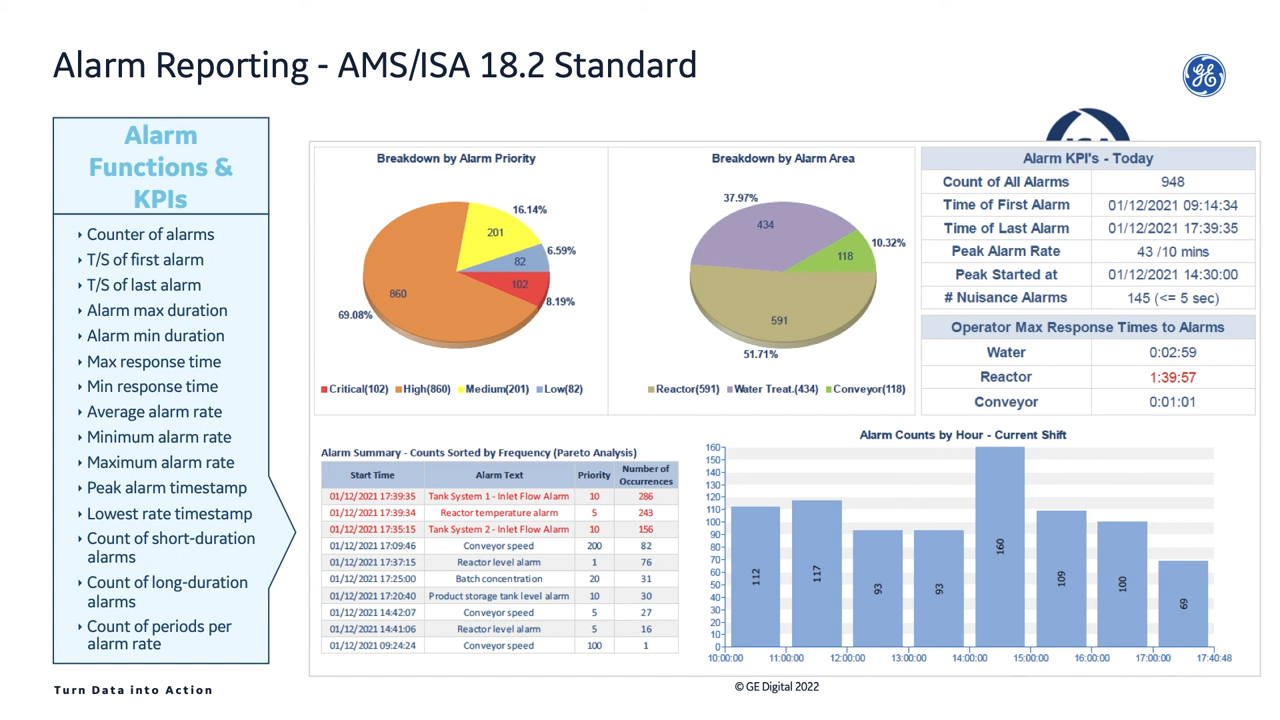 Alarm Reporting - AMS/ISA 18.2 Standard
GE
Alarm
Functions &
KPIs
Counter of alarms
T/S of first alarm
T/S of last alarm
Alarm max duration
Alarm min duration
Max response time
Min response time
Average alarm rate
Minimum alarm rate
Maximum alarm rate
Peak alarm timestamp
Lowest rate timestamp
Count of short-duration
alarms
Count of long-duration
alarms
Count of periods per
alarm rate
Breakdown by Alarm Priority
16.14%
201
6.59%
82
102
8.19%
860
69.08%
Critical(102) High(860) Medium(201) Low(82)
Breakdown by Alarm Area
37.97%
434
10.32%
118
591
51.71%
Reactor(591) Water Treat.(434) Conveyor(118)
Alarm KPI's - Today
Count of All Alarms 948
Time of First Alarm 01/12/2021 09:14:34
Time of Last Alarm 01/12/2021 17:39:35
Peak Alarm Rate 43 /10 mins
Peak Started at 01/12/2021 14:30:00
# Nuisance Alarms 145 (<= 5 sec)
Operator Max Response Times to Alarms
Water 0:02:59
Reactor 1:39:57
Conveyor 0:01:01
Alarm Summary - Counts Sorted by Frequency (Pareto Analysis)
Start Time Alarm Text Priority Number of
Occurrences
01/12/2021 17:39:35 Tank System 1 - Inlet Flow Alarm 10 286
01/12/2021 17:39:34 Reactor temperature alarm 5 243
01/12/2021 17:35:15 Tank System 2 - Inlet Flow Alarm 10 156
01/12/2021 17:09:46 Conveyor speed 200 82
01/12/2021 17:37:15 Reactor level alarm 1 76
01/12/2021 17:25:00 Batch concentration 20 31
01/12/2021 17:20:40 Product storage tank level alarm 10 30
01/12/2021 14:42:07 Conveyor speed 5 27
01/12/2021 14:41:06 Reactor level alarm 5 16
01/12/2021 09:24:24 Conveyor speed 100 1
Alarm Counts by Hour - Current Shift
160
150
140
130
120
110
100
90
80
70
60
50
40
30
20
10
0
112 117 93 93 160 109 100 69
10:00:00 11:00:00 12:00:00 13:00:00 14:00:00 15:00:00 16:00:00 17:00:00 17:40:48
Turn Data into Action
© GE Digital 2022